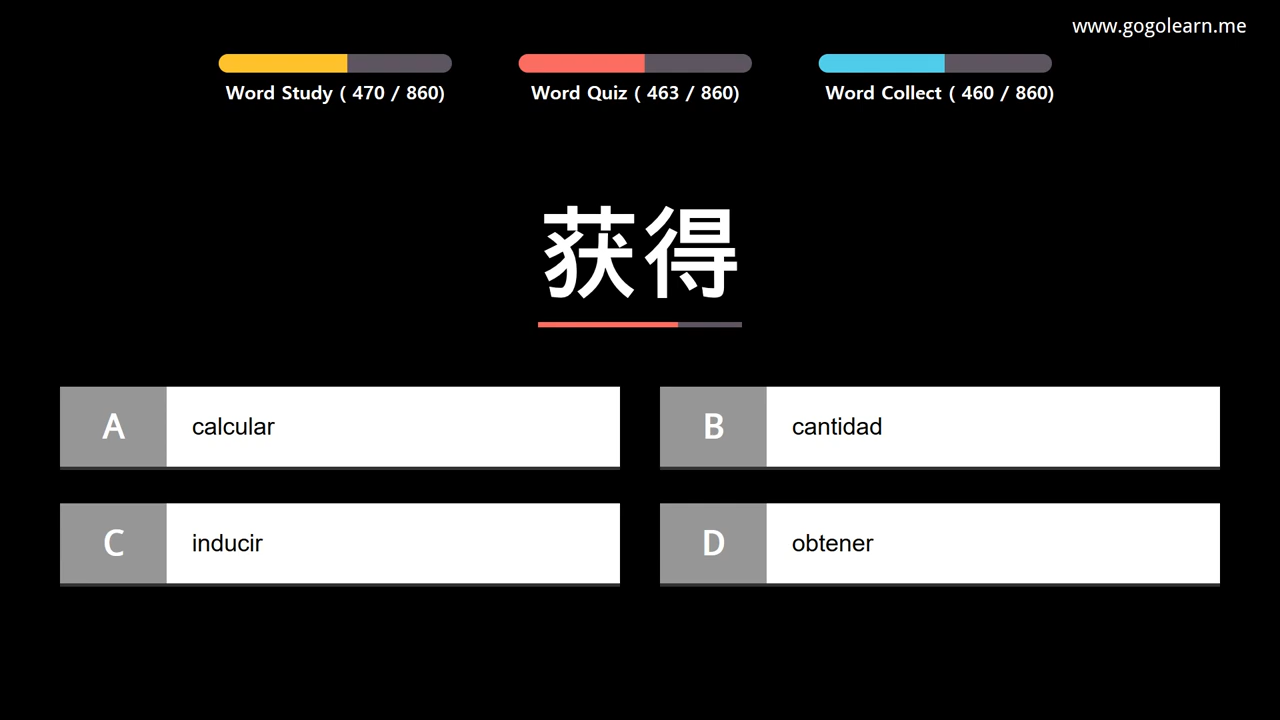 www.gogolearn.me
Word Study ( 470 / 860)
Word Quiz ( 463 / 860)
Word Collect ( 460 / 860)
获得
A calcular
B cantidad
C inducir
D obtener